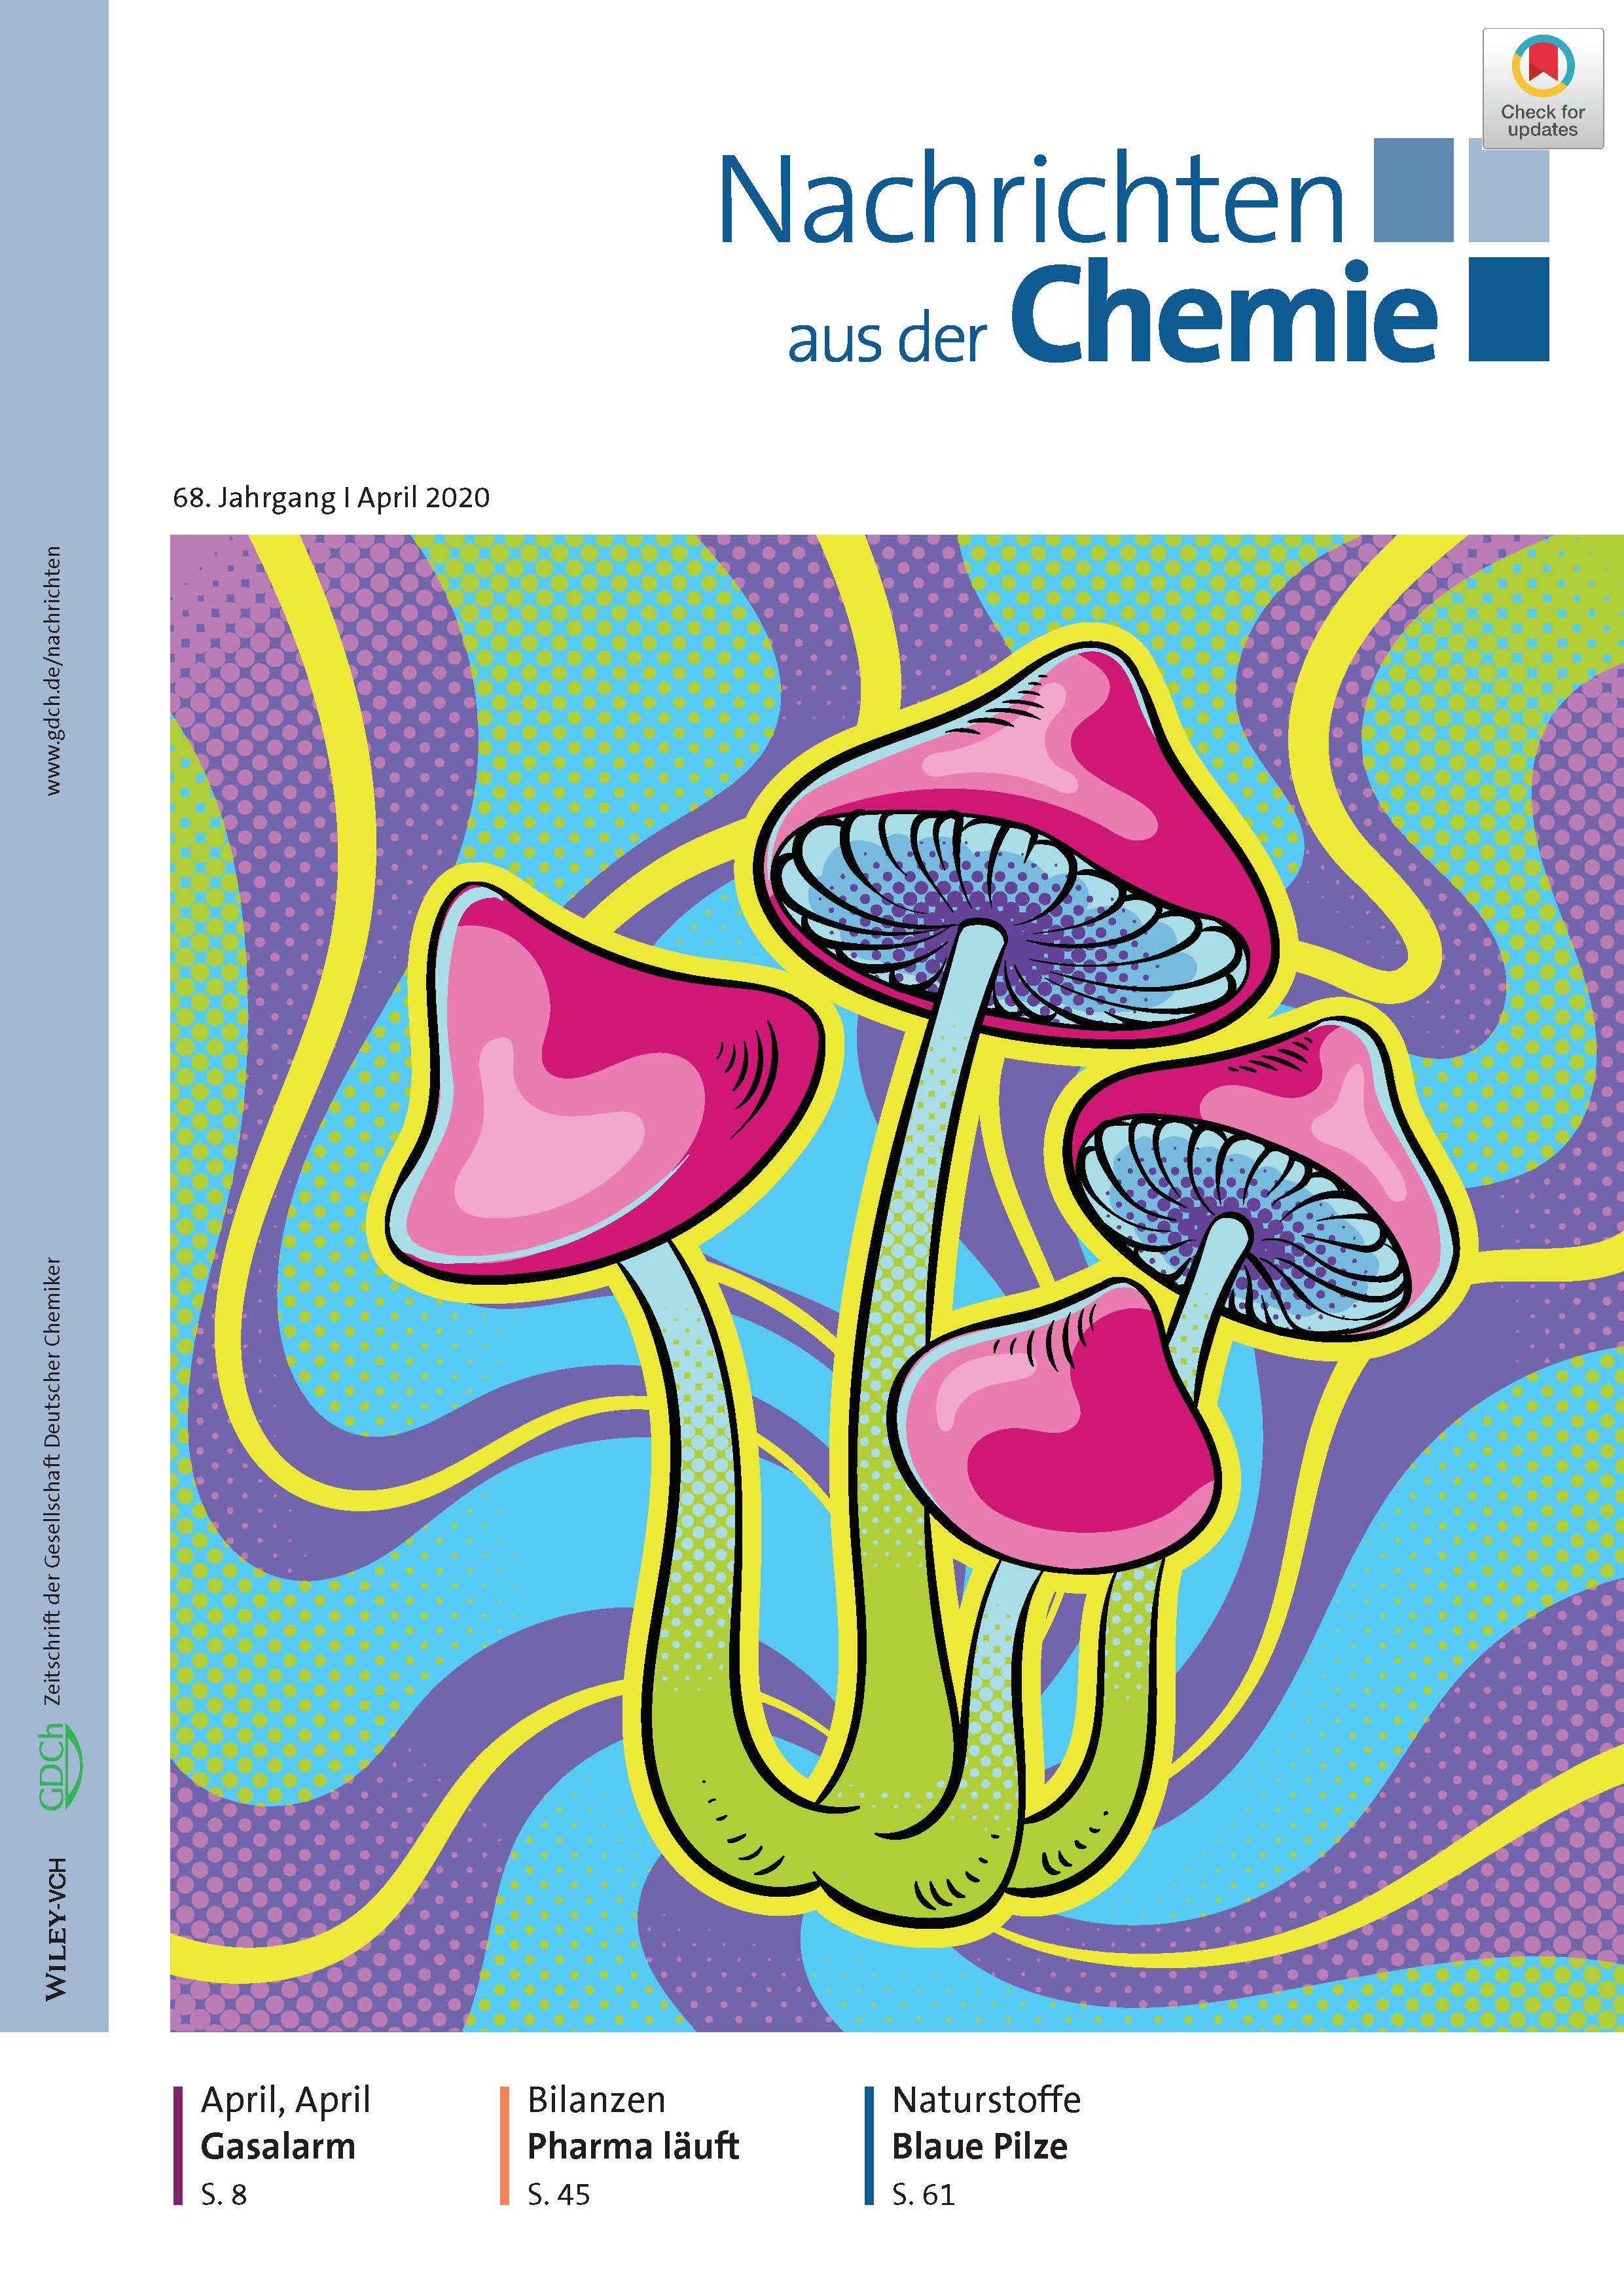 Check for
updates
Nachrichten
aus der Chemie
68. Jahrgang I April 2020
www.gdch.de/nachrichten
Zeitschrift der Gesellschaft Deutscher Chemiker
GDCh
WILEY-VCH
April, April
Gasalarm
S. 8
Bilanzen
Pharma läuft
S. 45
Naturstoffe
Blaue Pilze
S. 61